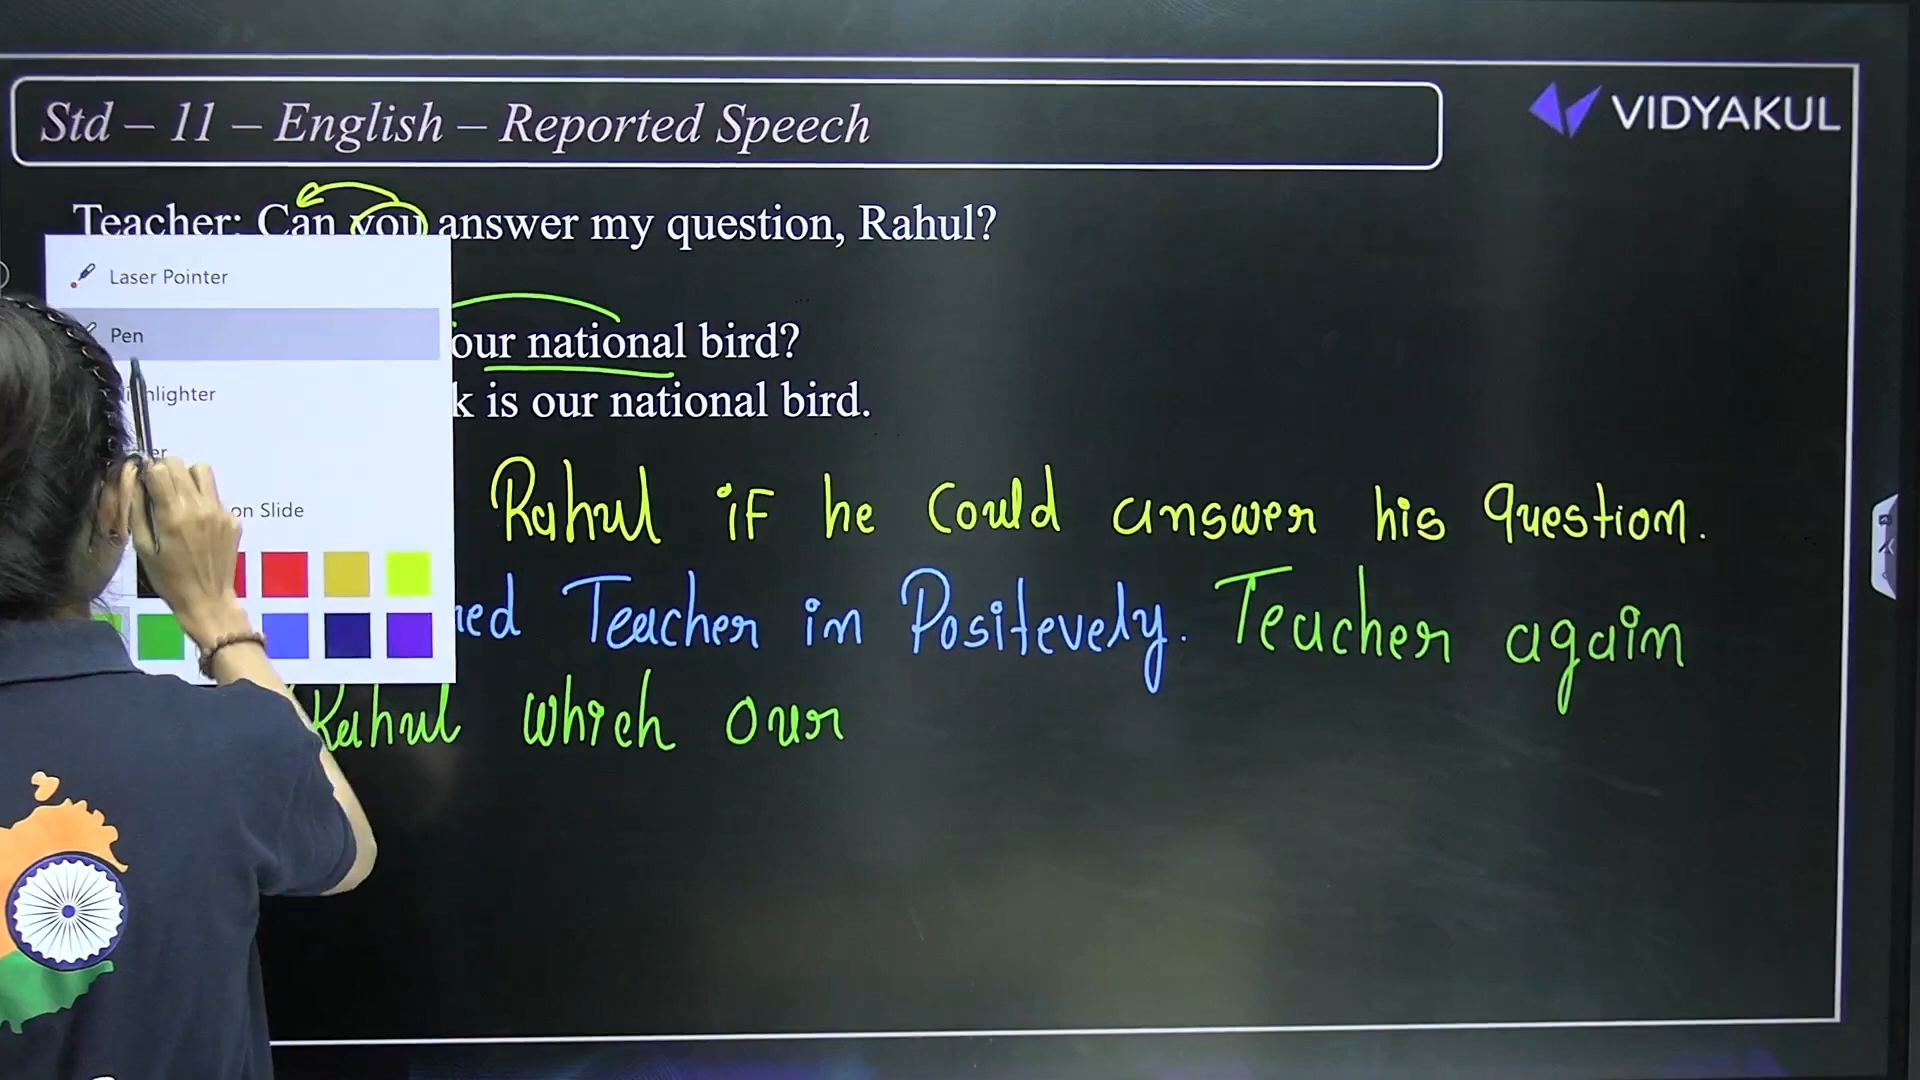 Std – 11 – English – Reported Speech
VIDYAKUL
Teacher: Can you answer my question, Rahul?
Laser Pointer
Pen
our national bird?
is our national bird.
on Slide
Rahul if he Could answer his question.
Teacher in Positevely. Teacher again
Rahul which our